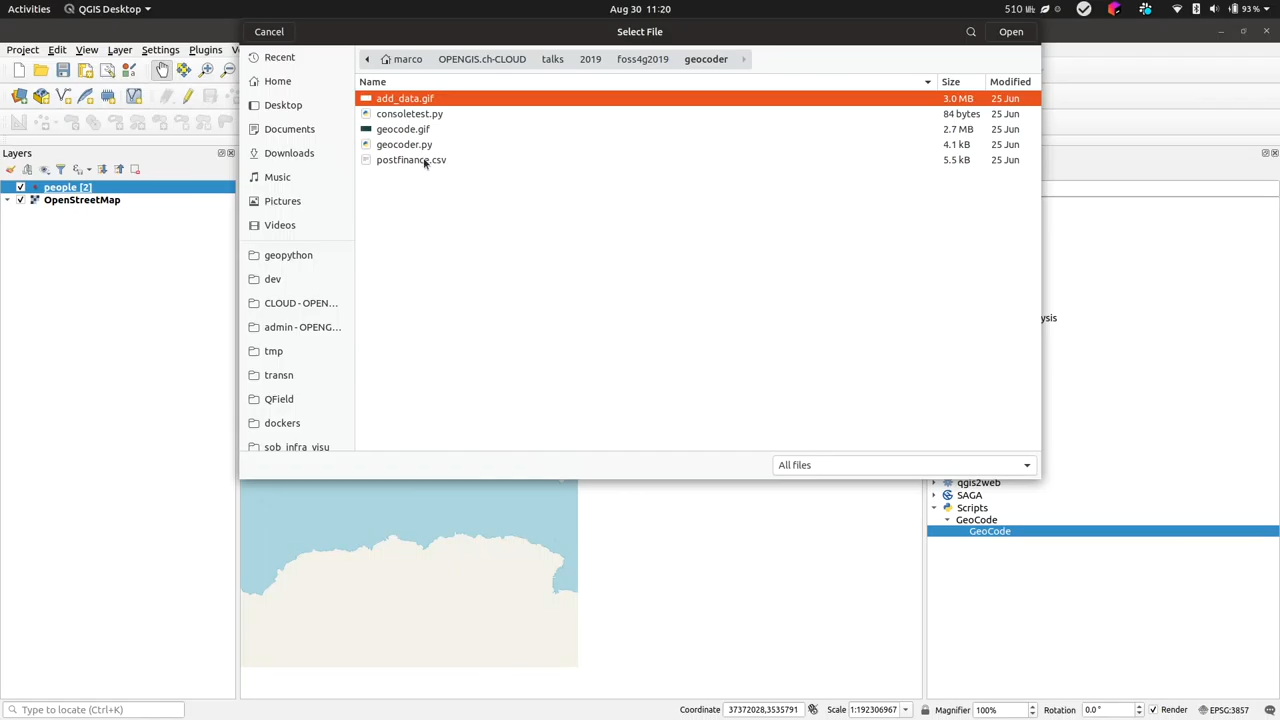 Activities QGIS Desktop Aug 30 11:20 510 Hz 93 %
Cancel Select File Open
Project Edit View Layer Settings Plugins
Recent marco OPENGIS.ch-CLOUD talks 2019 foss4g2019 geocoder
Home Name Size Modified
add_data.gif 3.0 MB 25 Jun
Desktop
consoletest.py 84 bytes 25 Jun
Documents geocode.gif 2.7 MB 25 Jun
geocoder.py 4.1 kB 25 Jun
Layers Downloads
postfinance.csv 5.5 kB 25 Jun
Music
people [2]
OpenStreetMap Pictures
Videos
geopython
dev
CLOUD - OPEN...
ysis
admin - OPENG...
tmp
transn
QField
dockers
sob_infra_visu
All files
qgis2web
SAGA
Scripts
GeoCode
GeoCode
Type to locate (Ctrl+K) Coordinate 37372028,3535791 Scale 1:192306967 Magnifier 100% Rotation 0.0 ° Render EPSG:3857